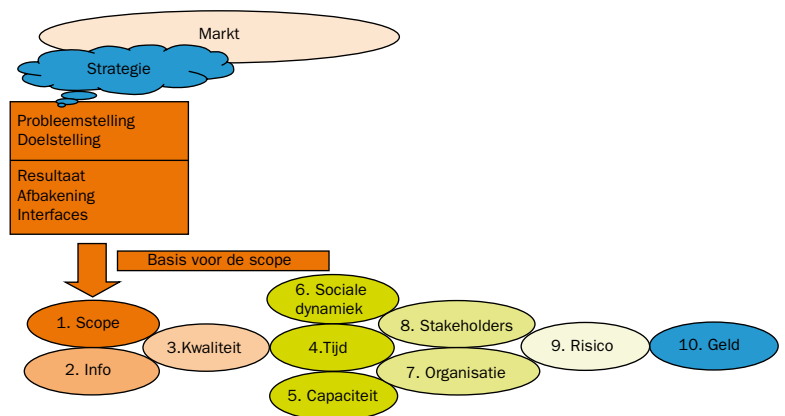 Markt
Strategie
Probleemstelling
Doelstelling
Resultaat
Afbakening
Interfaces
Basis voor de scope
1. Scope
2. Info
3.Kwaliteit
6. Sociale
dynamiek
4.Tijd
5. Capaciteit
8. Stakeholders
7. Organisatie
9. Risico
10. Geld